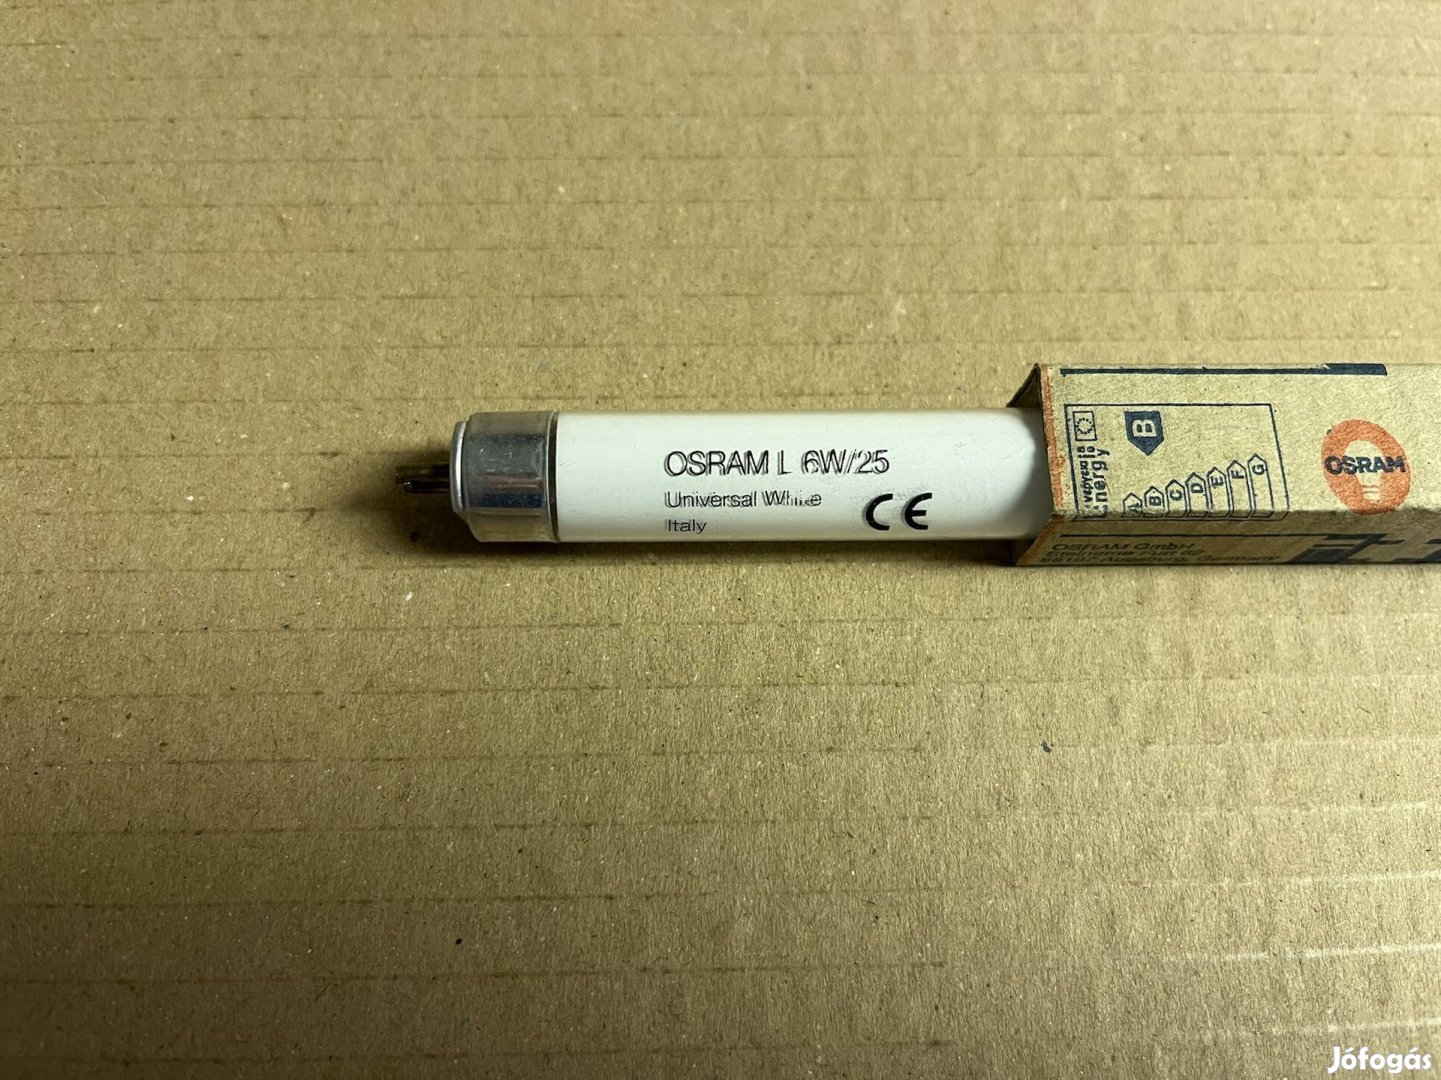 OSRAM L 6W/25
Universal White
Italy
CE
Energy
B
A
B
C
D
E
F
G
OSRAM
OSRAM GmbH
Jófogás